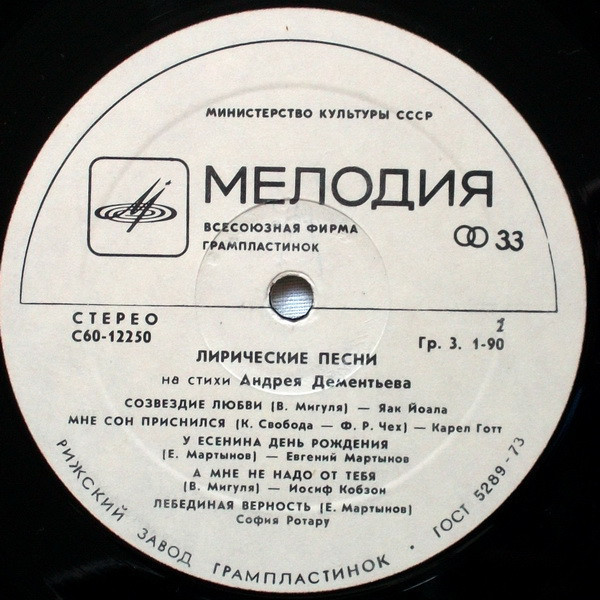 МИНИСТЕРСТВО КУЛЬТУРЫ СССР
МЕЛОДИЯ
ВСЕСОЮЗНАЯ ФИРМА
ГРАМПЛАСТИНОК
33
СТЕРЕО
С60-12250
2
Гр. 3. 1-90
ЛИРИЧЕСКИЕ ПЕСНИ
на стихи Андрея Дементьева
СОЗВЕЗДИЕ ЛЮБВИ (В. Мигуля) — Яак Йоала
МНЕ СОН ПРИСНИЛСЯ (К. Свобода — Ф. Р. Чех) — Карел Готт
У ЕСЕНИНА ДЕНЬ РОЖДЕНИЯ
(Е. Мартынов) — Евгений Мартынов
А МНЕ НЕ НАДО ОТ ТЕБЯ
(В. Мигуля) — Иосиф Кобзон
ЛЕБЕДИНАЯ ВЕРНОСТЬ (Е. Мартынов)
София Ротару
РИЖСКИЙ ЗАВОД ГРАМПЛАСТИНОК · ГОСТ 5289-73